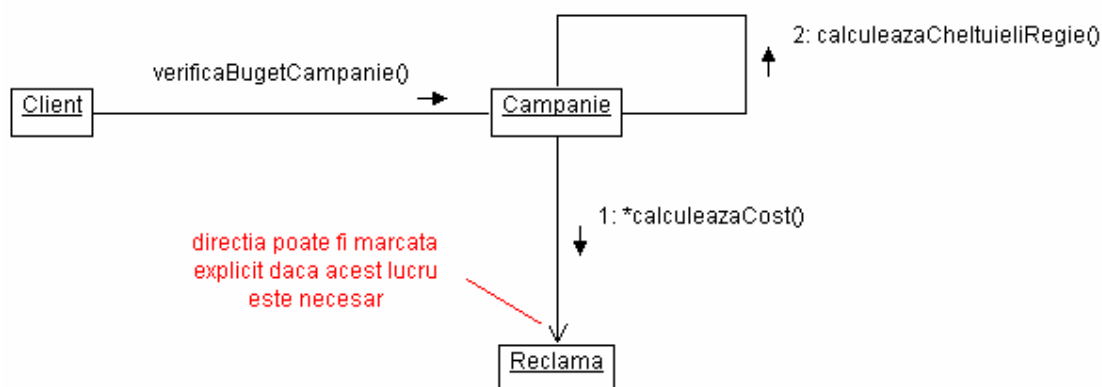 2: calculeazaCheltuieliRegie()
verificaBugetCampanie()
Client
Campanie
1: *calculeazaCost()
directia poate fi marcata
explicit daca acest lucru
este necesar
Reclama